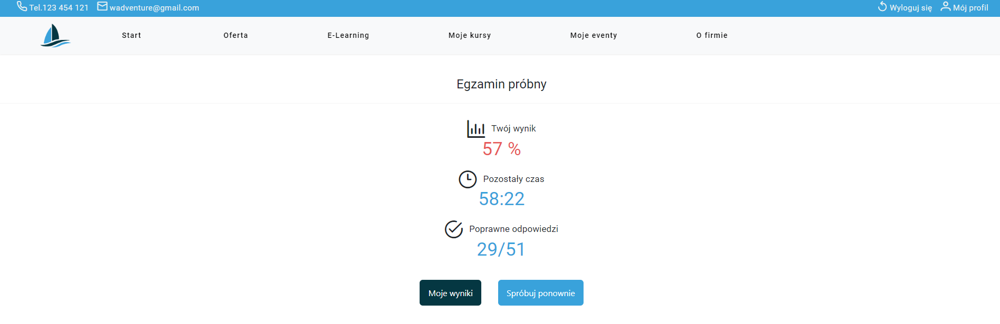 Tel.123 454 121 wadventure@gmail.com Wyloguj się Mój profil
Start Oferta E-Learning Moje kursy Moje eventy O firmie
Egzamin próbny
Twój wynik
57 %
Pozostały czas
58:22
Poprawne odpowiedzi
29/51
Moje wyniki Spróbuj ponownie